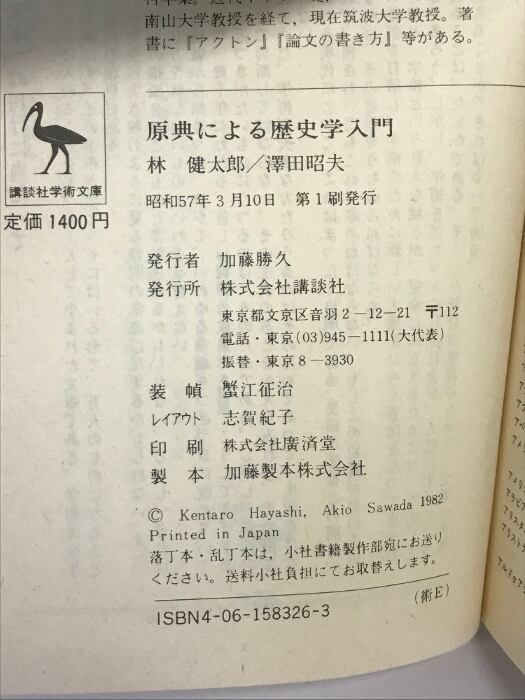 南山大学教授を経て，現在筑波大学教授。著
書に『アクトン』『論文の書き方』等がある。
講談社学術文庫
定価1400円
原典による歴史学入門
林　健太郎／澤田昭夫
昭和57年3月10日　第1刷発行
発行者　加藤勝久
発行所　株式会社講談社
東京都文京区音羽2－12－21　〒112
電話・東京(03)945－1111(大代表)
振替・東京8－3930
装　幀　蟹江征治
レイアウト　志賀紀子
印　刷　株式会社廣済堂
製　本　加藤製本株式会社
© Kentaro Hayashi, Akio Sawada 1982
Printed in Japan
落丁本・乱丁本は，小社書籍製作部宛にお送り
ください。送料小社負担にてお取替えします。
ISBN4-06-158326-3
(術E)